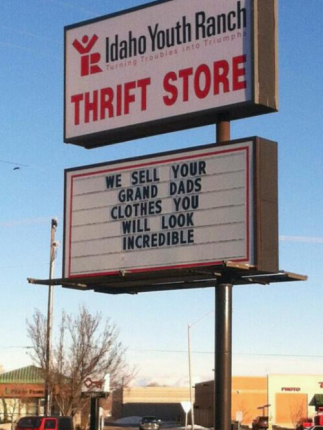 Idaho Youth Ranch
Turning Troubles into Triumphs
THRIFT STORE
WE SELL YOUR
GRAND DADS
CLOTHES YOU
WILL LOOK
INCREDIBLE
PHOTO